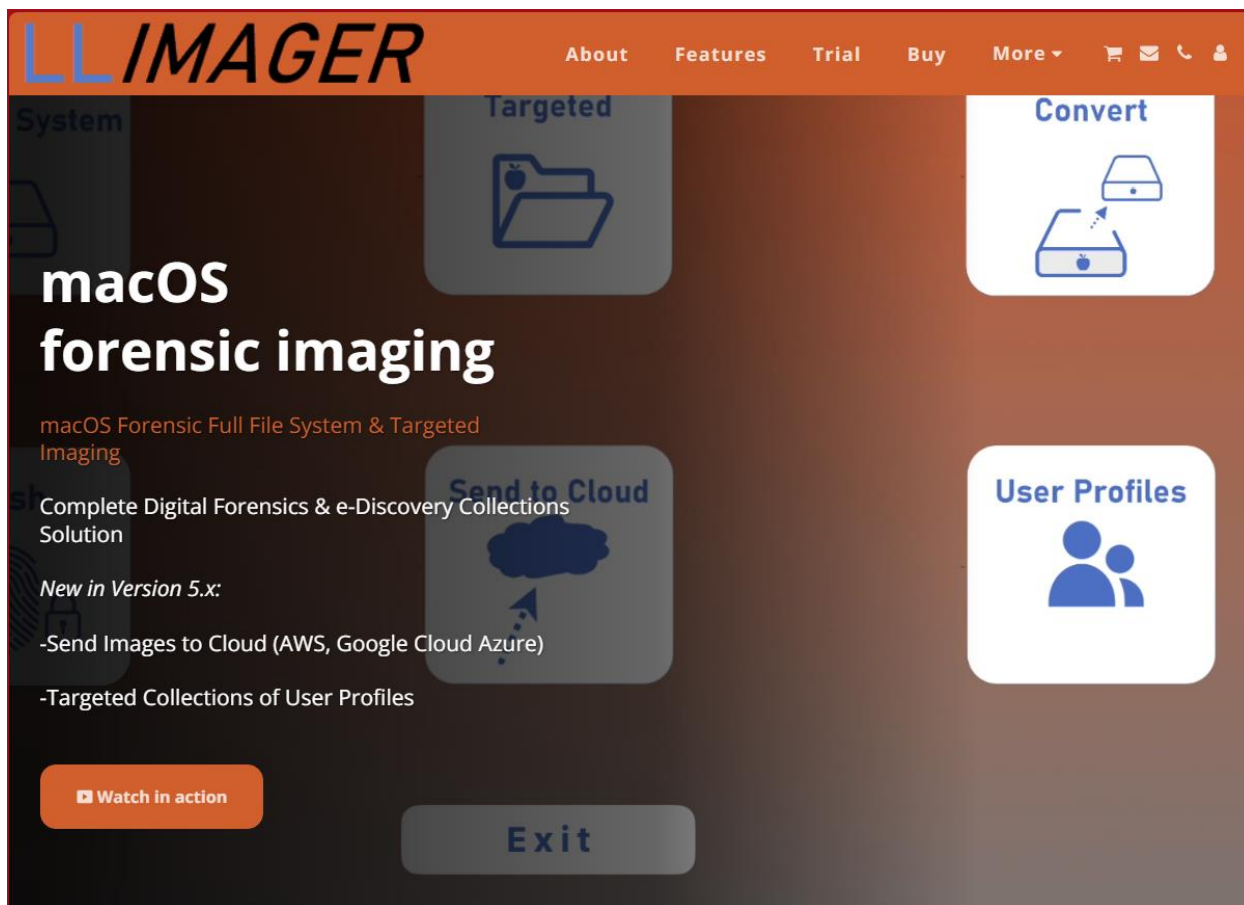 LLIMAGER
About Features Trial Buy More
System
Targeted
Convert
macOS
forensic imaging
macOS Forensic Full File System & Targeted
Imaging
Send to Cloud
User Profiles
Complete Digital Forensics & e-Discovery Collections
Solution
New in Version 5.x:
-Send Images to Cloud (AWS, Google Cloud Azure)
-Targeted Collections of User Profiles
Watch in action
Exit